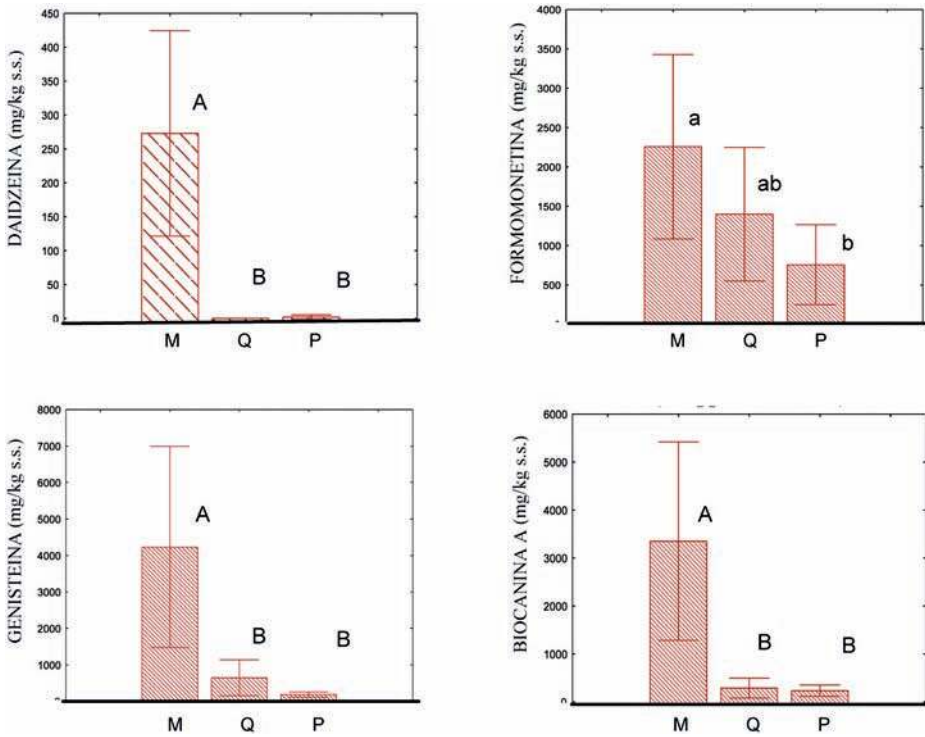 DAIDZEINA (mg/kg s.s.)
450
400
350
300
250
200
150
100
50
0
A
B
B
M Q P
FORMOMONETINA (mg/kg s.s.)
4000
3500
3000
2500
2000
1500
1000
500
a
ab
b
M Q P
GENISTEINA (mg/kg s.s.)
8000
7000
6000
5000
4000
3000
2000
1000
A
B
B
M Q P
BIOCANINA A (mg/kg s.s.)
6000
5000
4000
3000
2000
1000
0
A
B
B
M Q P